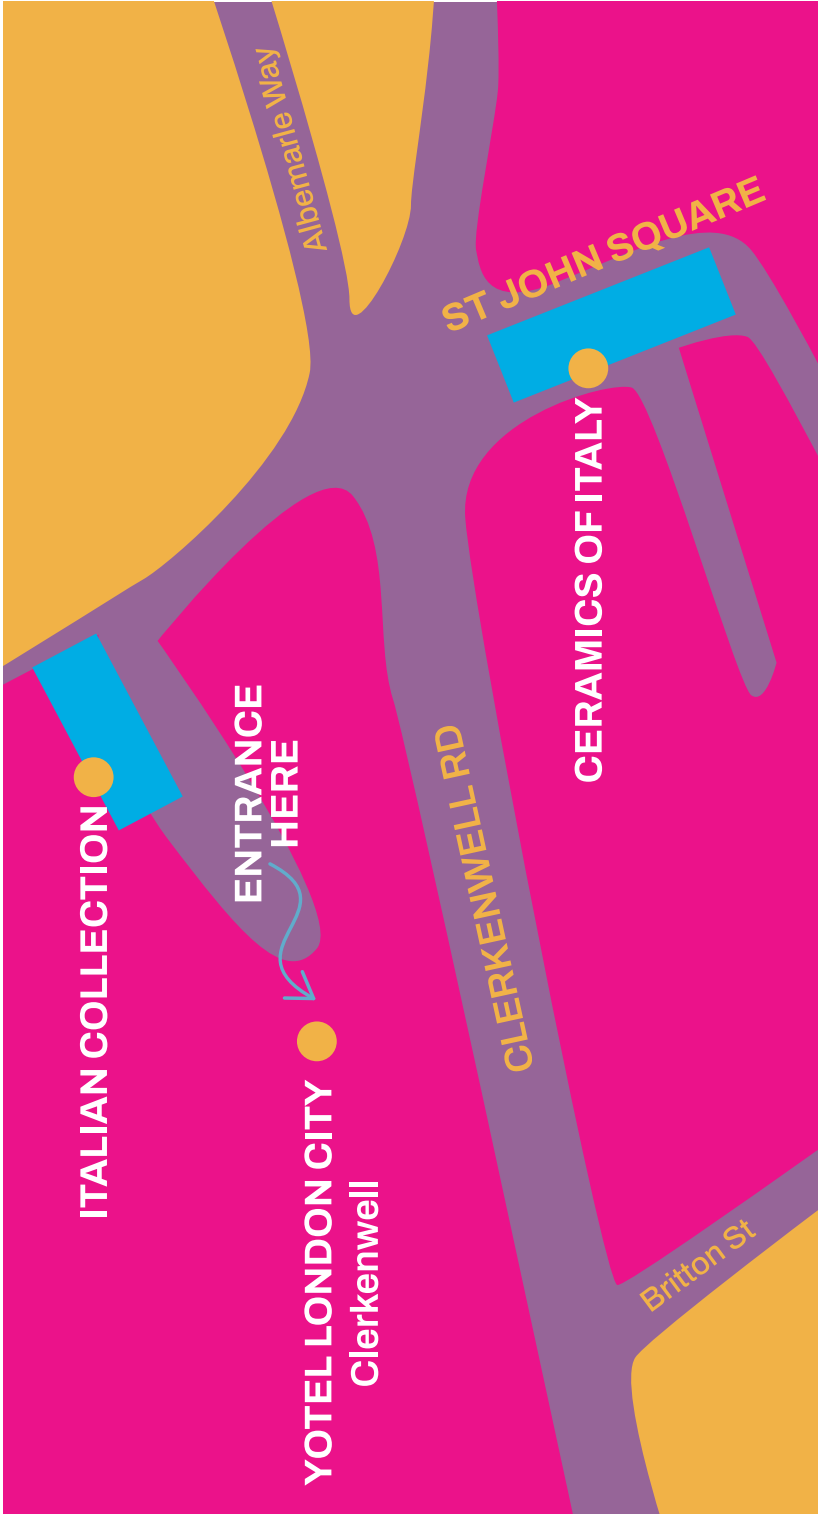 Albemarle Way
ST JOHN SQUARE
CERAMICS OF ITALY
ENTRANCE
HERE
ITALIAN COLLECTION
CLERKENWELL RD
YOTEL LONDON CITY
Clerkenwell
Britton St